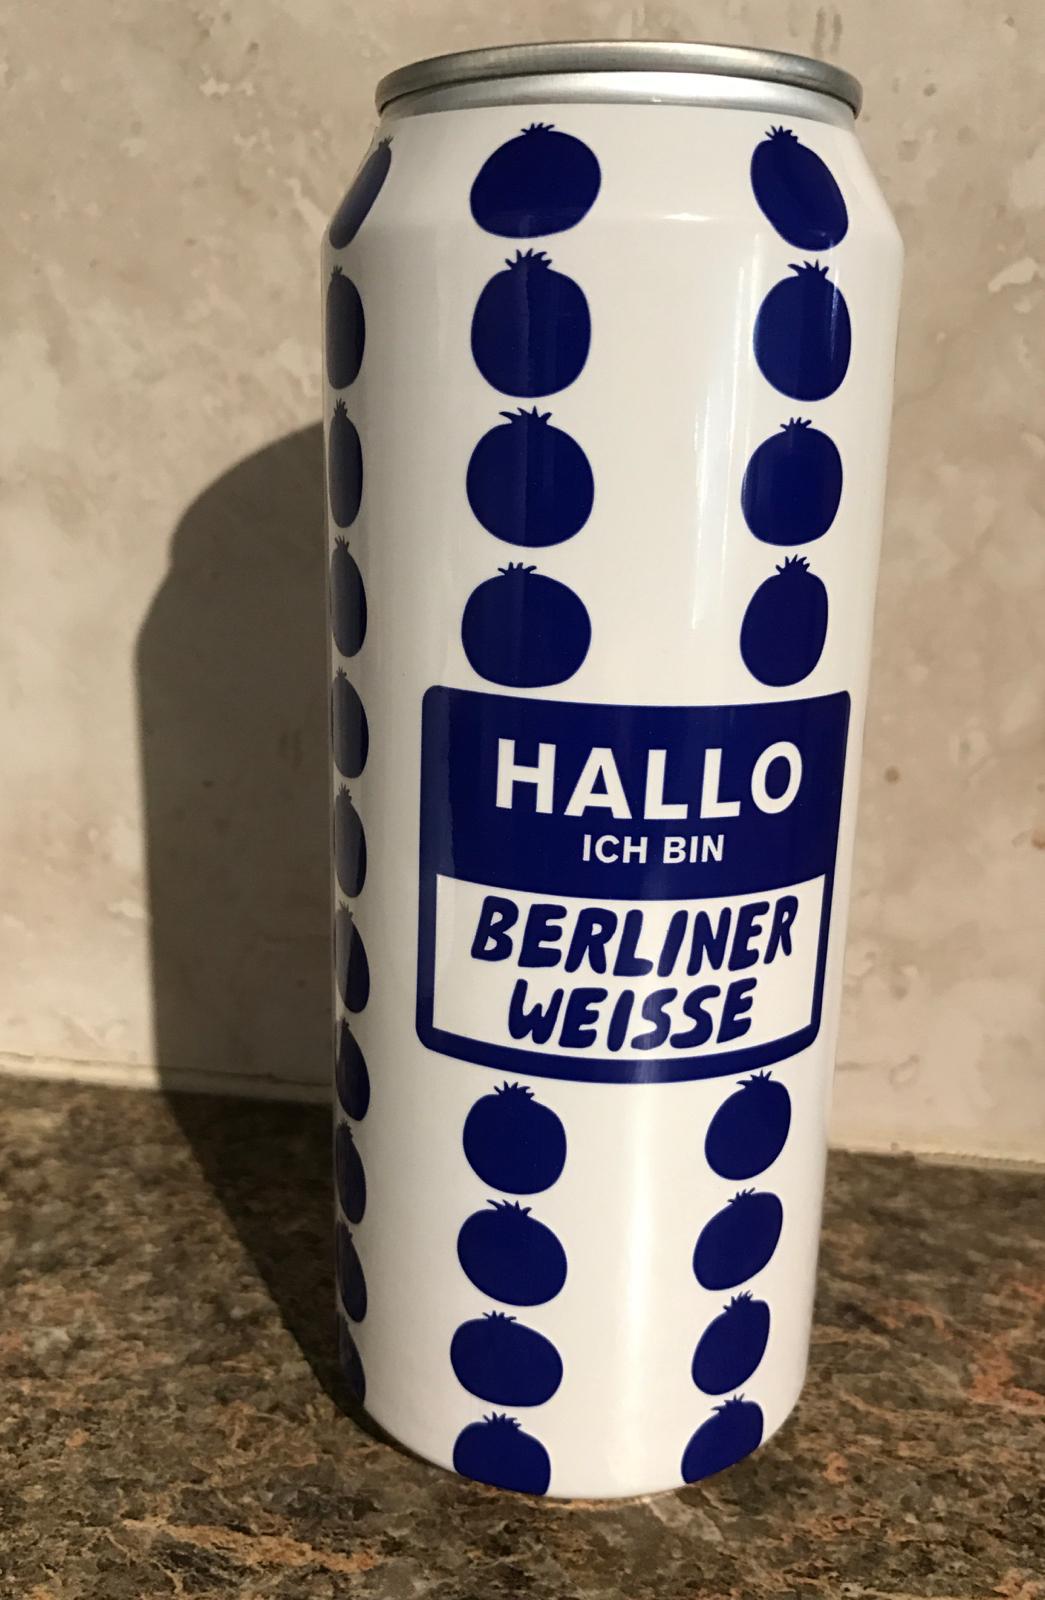 HALLO
ICH BIN
BERLINER
WEISSE